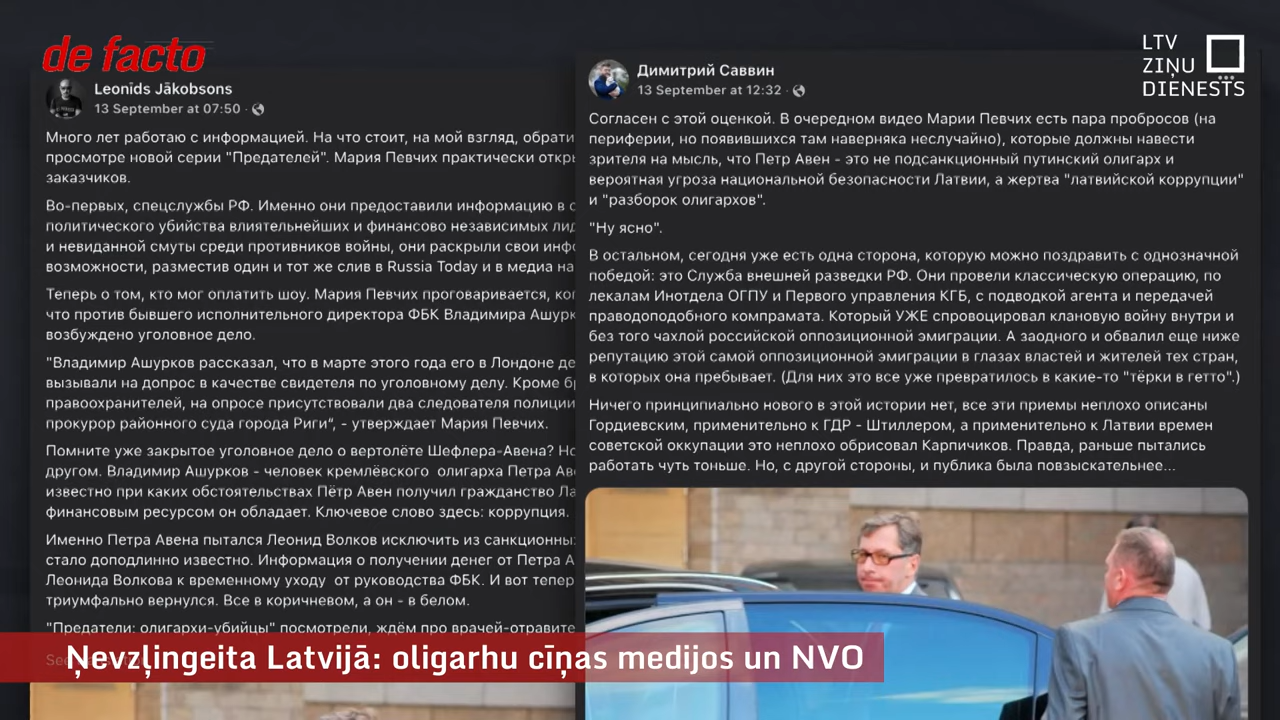 de facto
LTV
ZIŅU
DIENESTS
Leonīds Jākobsons
13 September at 07:50 ·
Много лет работаю с информацией. На что стоит, на мой взгляд, обрати
просмотре новой серии "Предателей". Мария Певчих практически откры
заказчиков.
Во-первых, спецслужбы РФ. Именно они предоставили информацию в с
политического убийства влиятельнейших и финансово независимых лид
и невиданной смуты среди противников войны, они раскрыли свои инфо
возможности, разместив один и тот же слив в Russia Today и в медиа на
Теперь о том, кто мог оплатить шоу. Мария Певчих проговаривается, ког
что против бывшего исполнительного директора ФБК Владимира Ашурк
возбуждено уголовное дело.
"Владимир Ашурков рассказал, что в марте этого года его в Лондоне де
вызывали на допрос в качестве свидетеля по уголовному делу. Кроме бр
правоохранителей, на опросе присутствовали два следователя полиции
прокурор районного суда города Риги“, - утверждает Мария Певчих.
Помните уже закрытое уголовное дело о вертолёте Шефлера-Авена? Но
другом. Владимир Ашурков - человек кремлёвского олигарха Петра Аве
известно при каких обстоятельствах Пётр Авен получил гражданство Ла
финансовым ресурсом он обладает. Ключевое слово здесь: коррупция.
Именно Петра Авена пытался Леонид Волков исключить из санкционны
стало доподлинно известно. Информация о получении денег от Петра А
Леонида Волкова к временному уходу от руководства ФБК. И вот тепер
триумфально вернулся. Все в коричневом, а он - в белом.
"Предатели: олигархи-убийцы" посмотрели, ждём про врачей-отравите
Димитрий Саввин
13 September at 12:32 ·
Согласен с этой оценкой. В очередном видео Марии Певчих есть пара пробросов (на
периферии, но появившихся там наверняка неслучайно), которые должны навести
зрителя на мысль, что Петр Авен - это не подсанкционный путинский олигарх и
вероятная угроза национальной безопасности Латвии, а жертва "латвийской коррупции"
и "разборок олигархов".
"Ну ясно".
В остальном, сегодня уже есть одна сторона, которую можно поздравить с однозначной
победой: это Служба внешней разведки РФ. Они провели классическую операцию, по
лекалам Инотдела ОГПУ и Первого управления КГБ, с подводкой агента и передачей
правдоподобного компрамата. Который УЖЕ спровоцировал клановую войну внутри и
без того чахлой российской оппозиционной эмиграции. А заодного и обвалил еще ниже
репутацию этой самой оппозиционной эмиграции в глазах властей и жителей тех стран,
в которых она пребывает. (Для них это все уже превратилось в какие-то "тёрки в гетто".)
Ничего принципиально нового в этой истории нет, все эти приемы неплохо описаны
Гордиевским, применительно к ГДР - Штиллером, а применительно к Латвии времен
советской оккупации это неплохо обрисовал Карпичиков. Правда, раньше пытались
работать чуть тоньше. Но, с другой стороны, и публика была повзыскательнее...
Ņevzļingeita Latvijā: oligarhu cīņas medijos un NVO